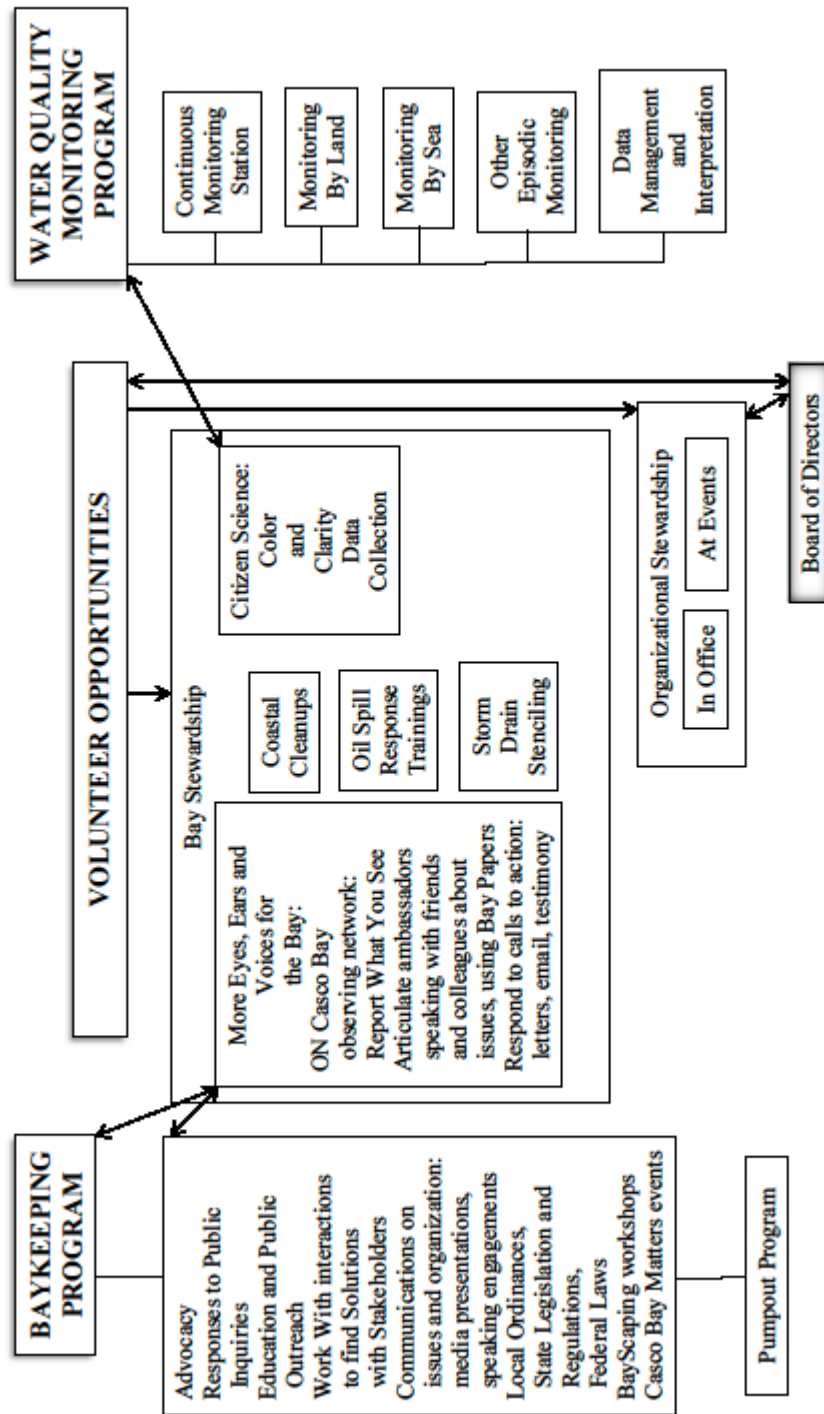 BAYKEEPING
PROGRAM
Advocacy
Responses to Public
Inquiries
Education and Public
Outreach
Work With interactions
to find Solutions
with Stakeholders
Communications on
issues and organization:
media presentations,
speaking engagements
Local Ordinances,
State Legislation and
Regulations,
Federal Laws
BayScaping workshops
Casco Bay Matters events
Pumpout Program
VOLUNTEER OPPORTUNITIES
Bay Stewardship
More Eyes, Ears and
Voices for
the Bay:
ON Casco Bay
observing network:
Report What You See
Articulate ambassadors
speaking with friends
and colleagues about
issues, using Bay Papers
Respond to calls to action:
letters, email, testimony
Coastal
Cleanups
Oil Spill
Response
Trainings
Storm
Drain
Stenciling
Citizen Science:
Color
and
Clarity
Data
Collection
Organizational Stewardship
In Office
At Events
Board of Directors
WATER QUALITY
MONITORING
PROGRAM
Continuous
Monitoring
Station
Monitoring
By Land
Monitoring
By Sea
Other
Episodic
Monitoring
Data
Management
and
Interpretation